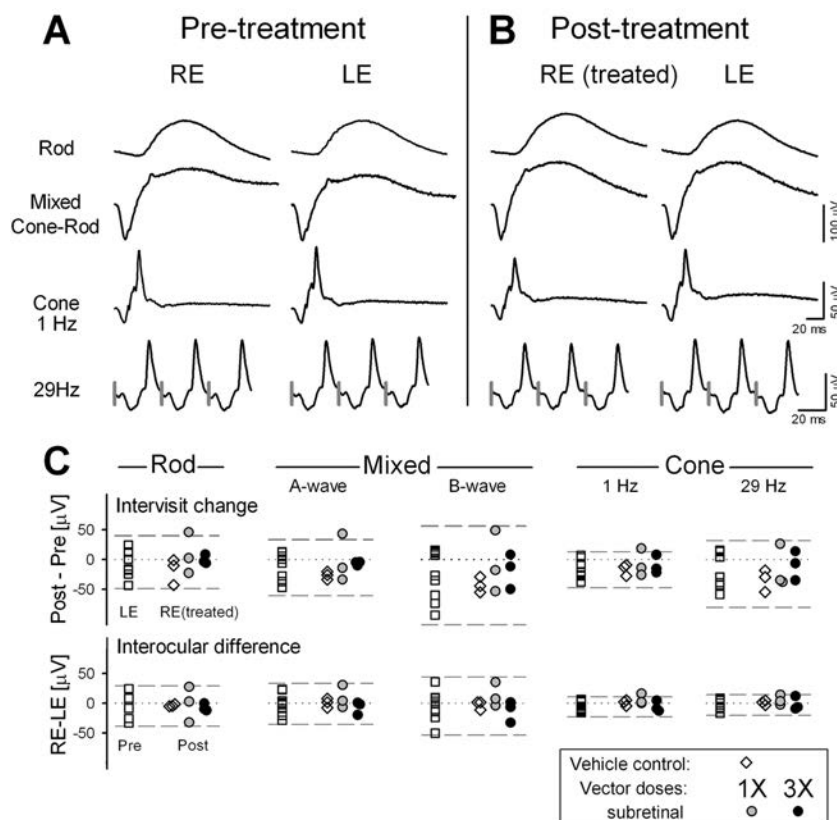 A Pre-treatment B Post-treatment
RE LE RE (treated) LE
Rod
Mixed
Cone-Rod
100 µV
Cone
1 Hz
50 µV
20 ms
29Hz
50 µV
20 ms
C Rod Mixed Cone
A-wave B-wave 1 Hz 29 Hz
Intervisit change
Post - Pre [µV]
50
0
-50
LE RE(treated)
Interocular difference
RE-LE [µV]
50
0
-50
Pre Post
Vehicle control:
Vector doses: 1X 3X
subretinal